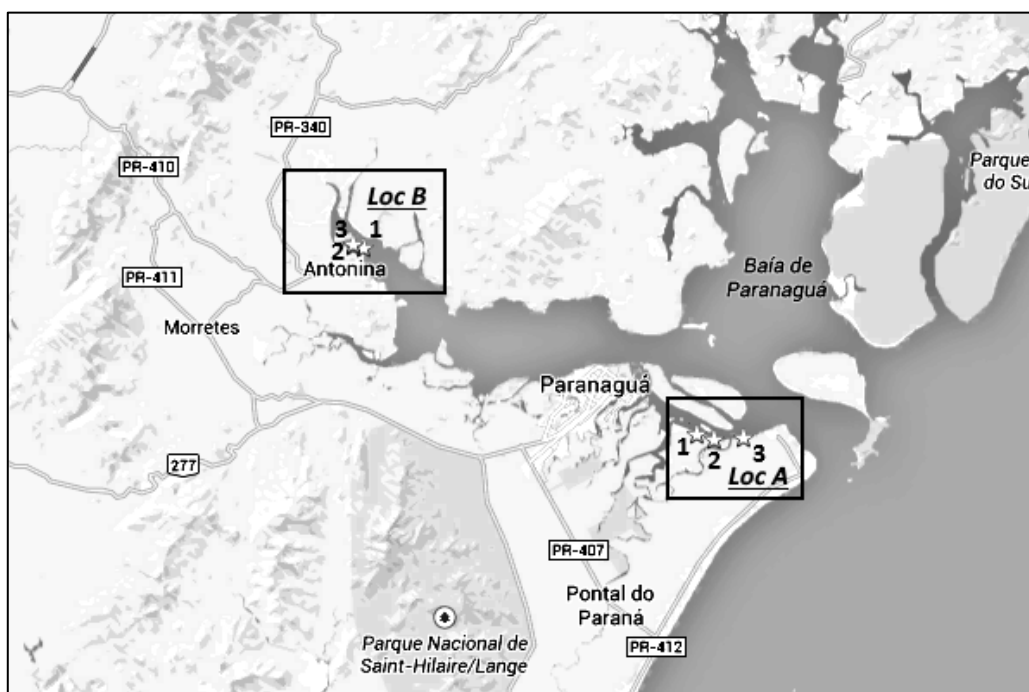 PR-340
PR-410
Parque
do Su
Loc B
3 1
2
Antonina
PR-411
Baía de
Paranaguá
Morretes
Paranaguá
1 2 3
Loc A
277
PR-407
Pontal do
Paraná
Parque Nacional de
Saint-Hilaire/Lange
PR-412